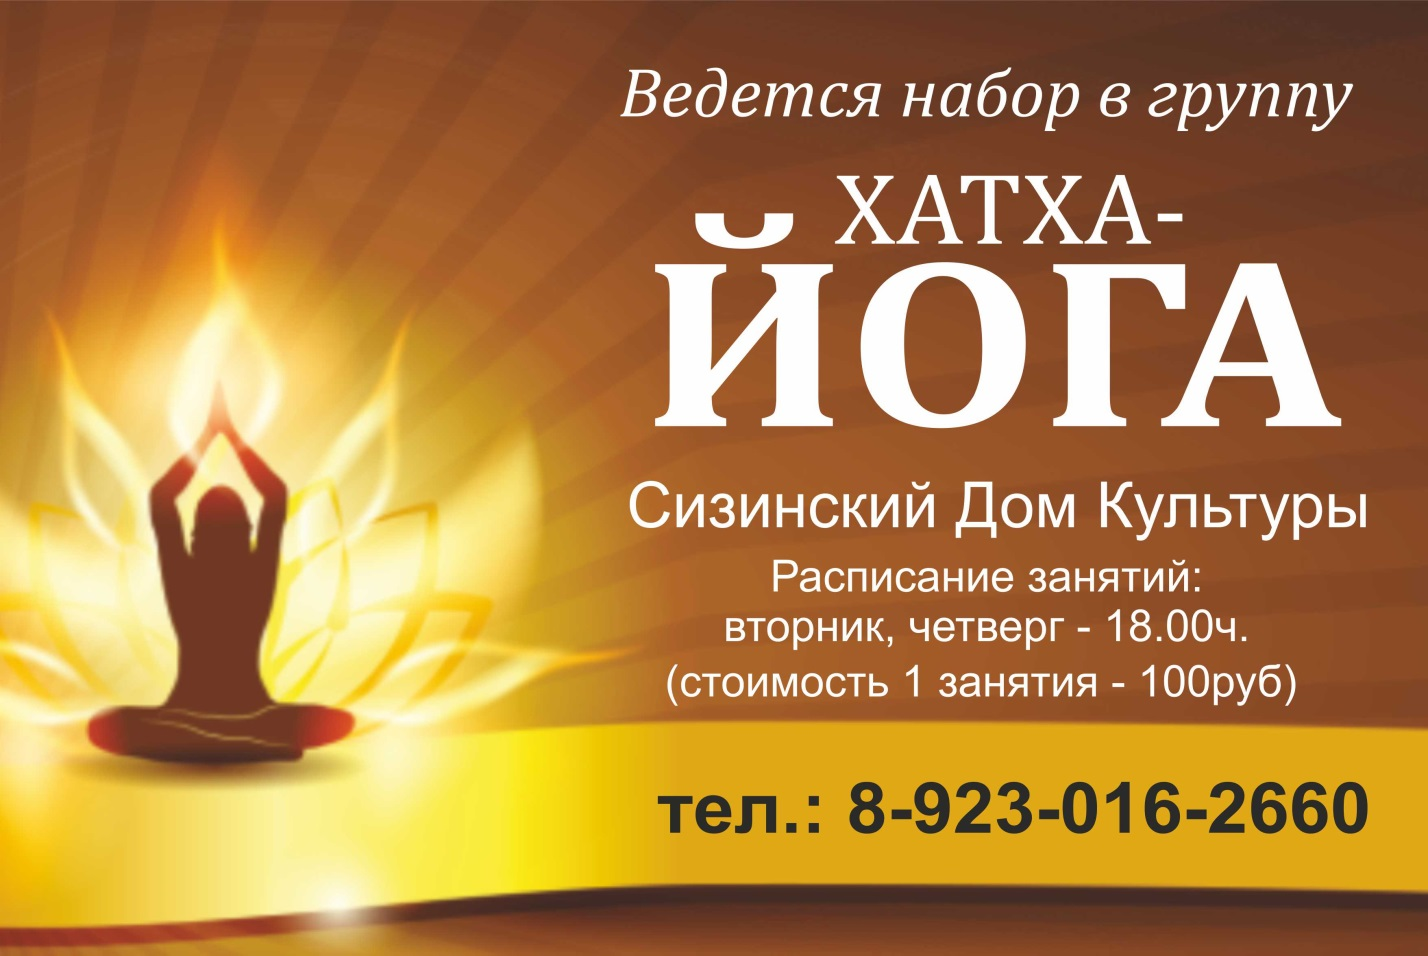 Ведется набор в группу
ХАТХА-
ЙОГА
Сизинский Дом Культуры
Расписание занятий:
вторник, четверг - 18.00ч.
(стоимость 1 занятия - 100руб)
тел.: 8-923-016-2660